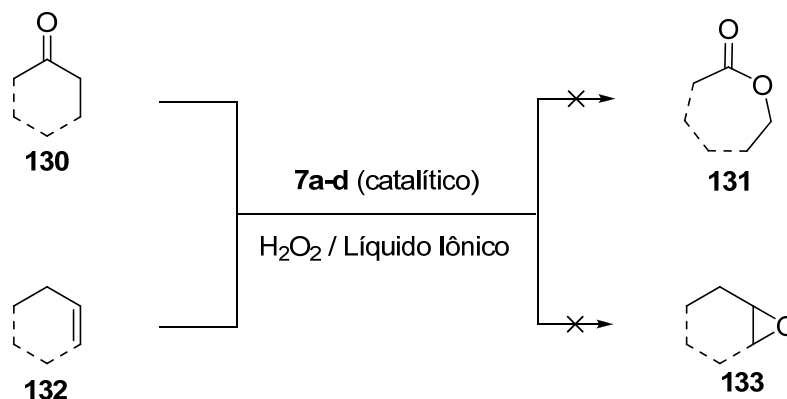 O
130
7a-d (catalítico)
H₂O₂ / Líquido Iônico
O
O
131
132
O
133